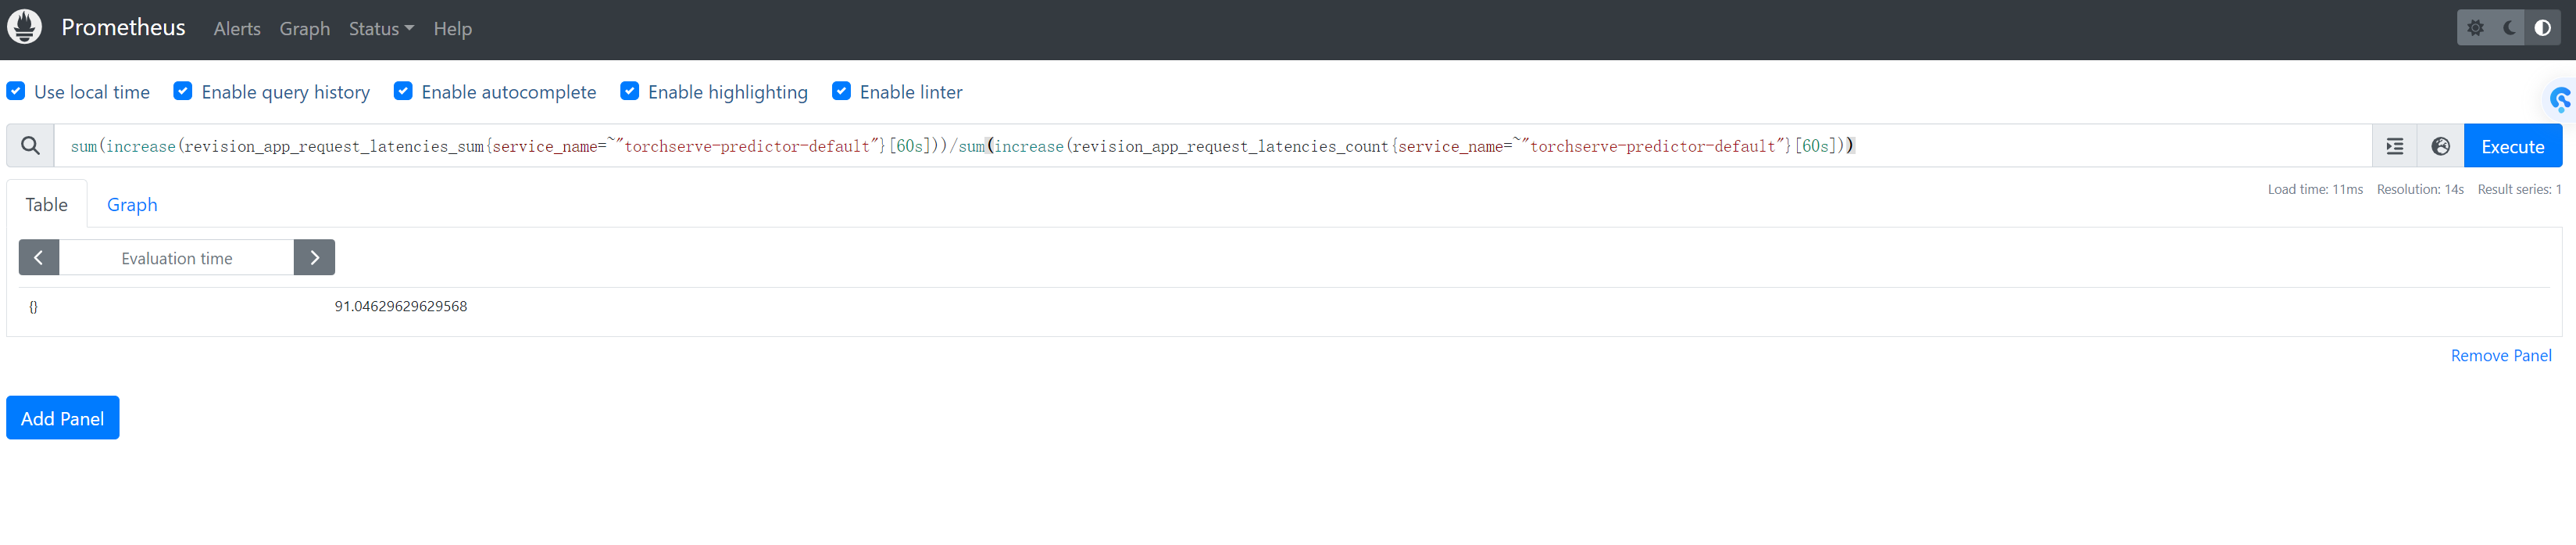 Prometheus Alerts Graph Status Help
Use local time Enable query history Enable autocomplete Enable highlighting Enable linter
sum(increase(revision_app_request_latencies_sum{service_name=~"torchserve-predictor-default"}[60s]))/sum(increase(revision_app_request_latencies_count{service_name=~"torchserve-predictor-default"}[60s]))
Execute
Load time: 11ms Resolution: 14s Result series: 1
Table Graph
Evaluation time
{} 91.04629629629568
Remove Panel
Add Panel